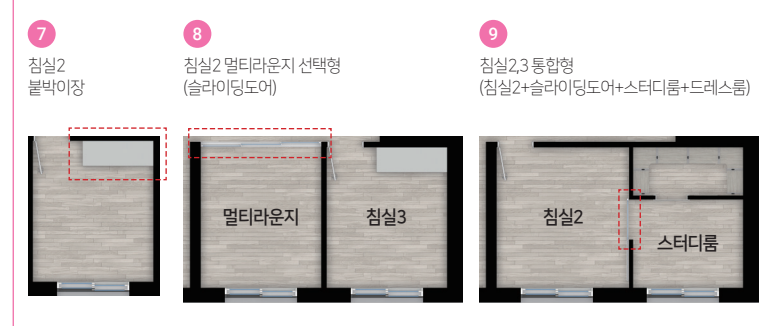 7
침실2
붙박이장
8
침실2 멀티라운지 선택형
(슬라이딩도어)
멀티라운지
침실3
9
침실2,3 통합형
(침실2+슬라이딩도어+스터디룸+드레스룸)
침실2
스터디룸